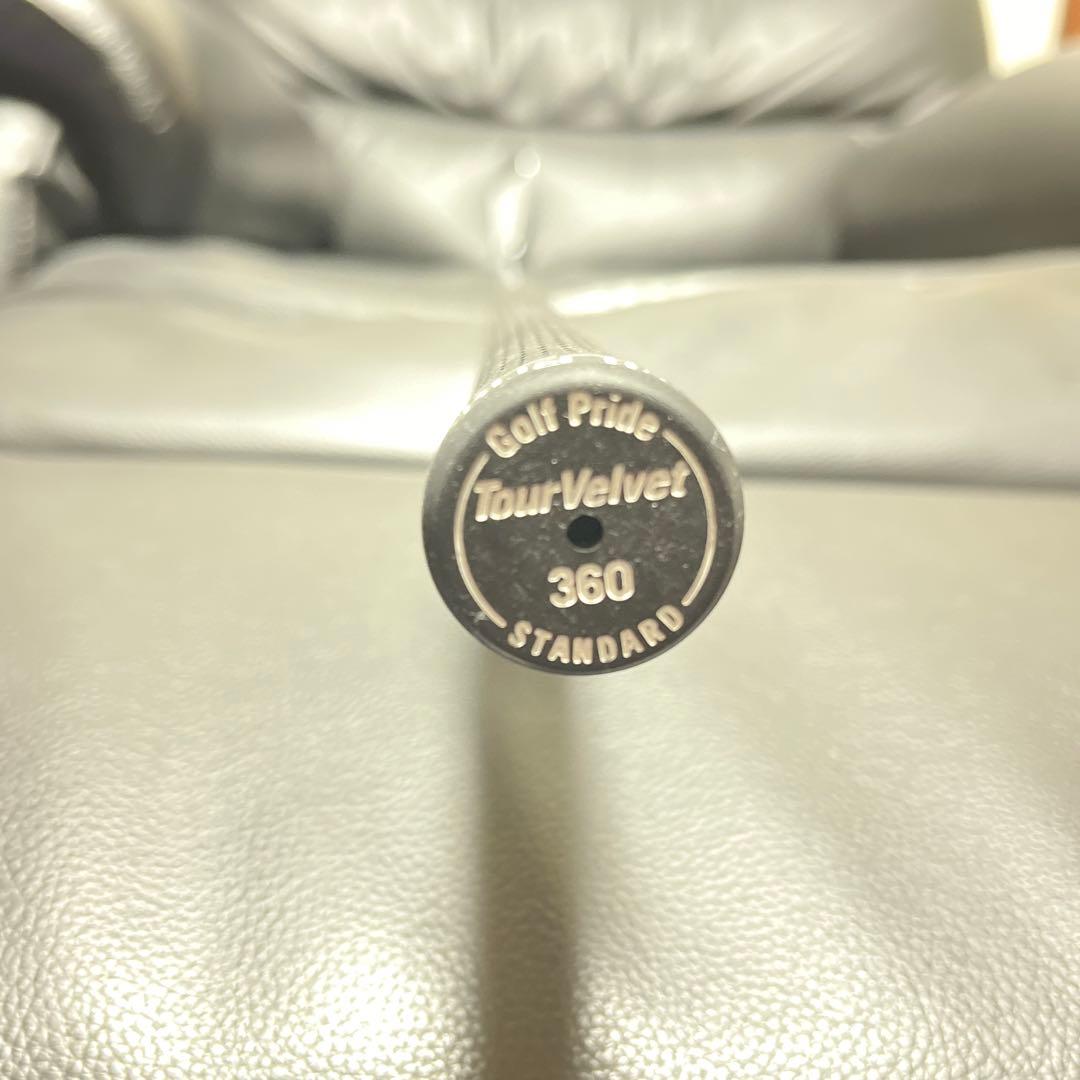 Golf Pride
TourVelvet
360
STANDARD